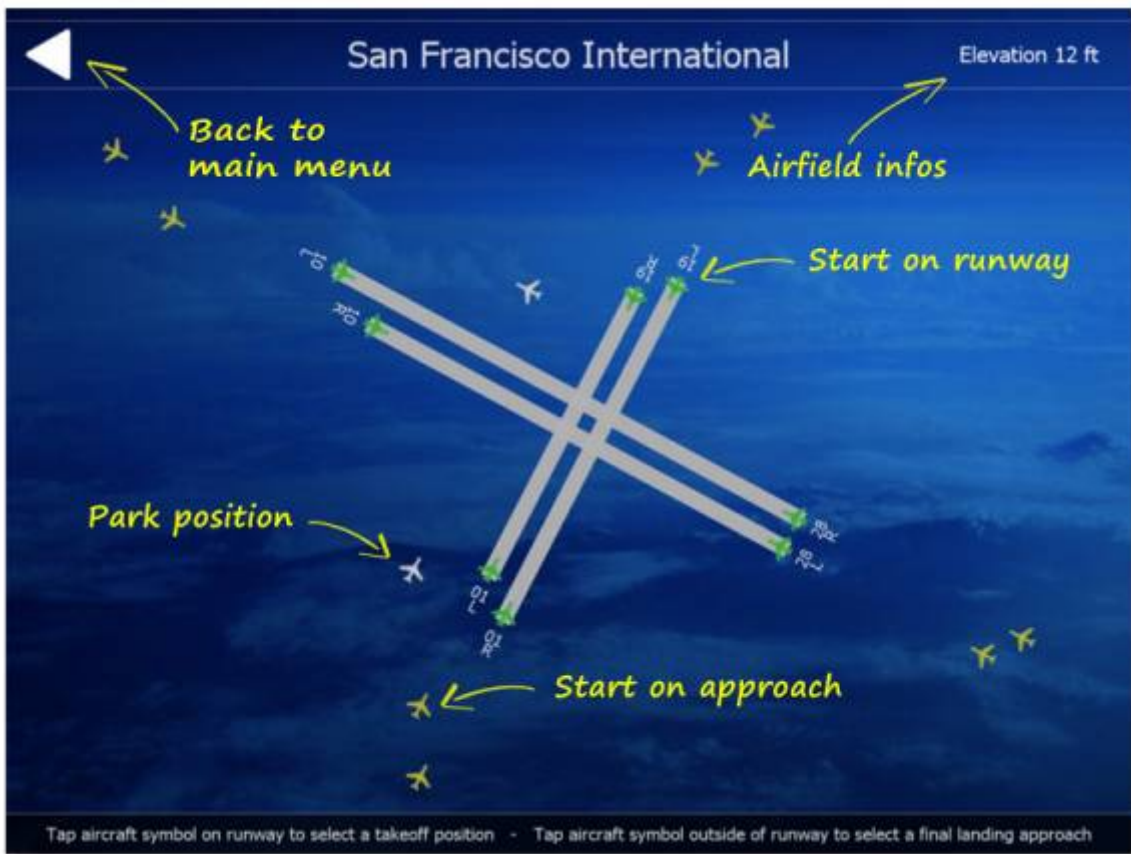 San Francisco International
Elevation 12 ft
Back to
main menu
Airfield infos
Start on runway
10
L
10
R
19
R
19
L
Park position
28
R
28
L
01
L
01
R
Start on approach
Tap aircraft symbol on runway to select a takeoff position - Tap aircraft symbol outside of runway to select a final landing approach